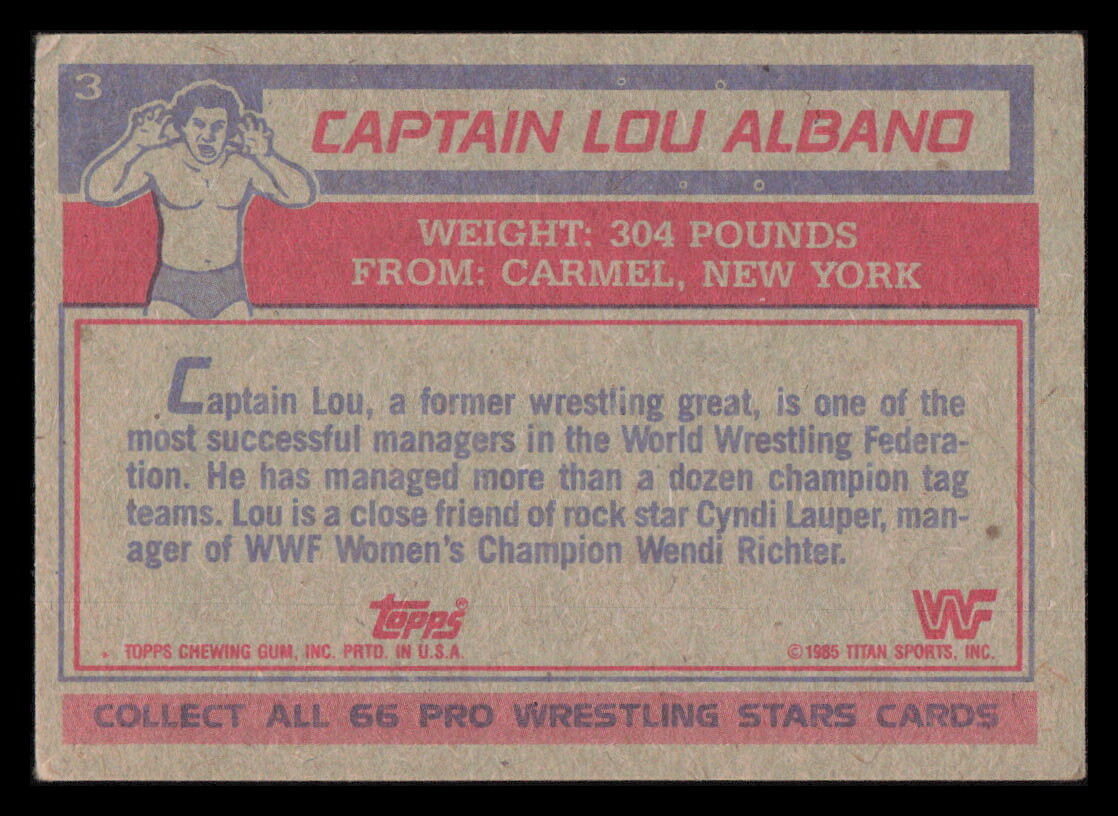 3
CAPTAIN LOU ALBANO
WEIGHT: 304 POUNDS
FROM: CARMEL, NEW YORK
Captain Lou, a former wrestling great, is one of the
most successful managers in the World Wrestling Federa-
tion. He has managed more than a dozen champion tag
teams. Lou is a close friend of rock star Cyndi Lauper, man-
ager of WWF Women's Champion Wendi Richter.
topps® WF
TOPPS CHEWING GUM, INC. PRTD. IN U.S.A. ©1985 TITAN SPORTS, INC.
COLLECT ALL 66 PRO WRESTLING STARS CARDS